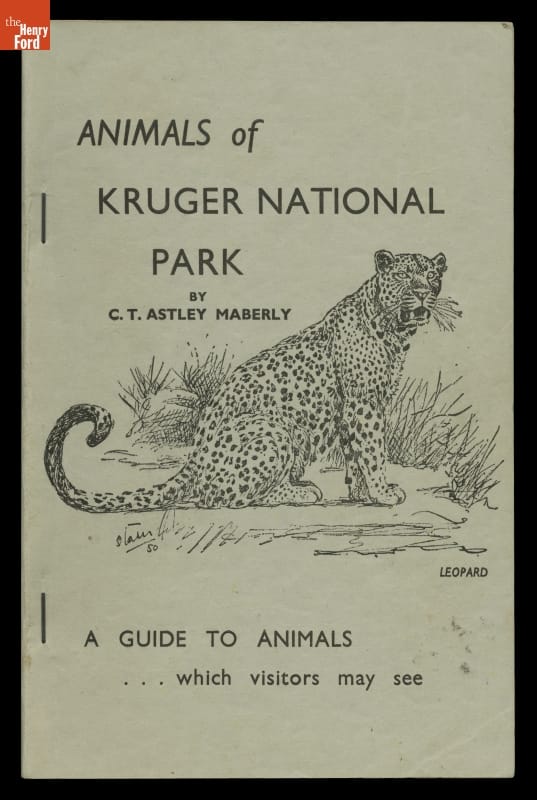 the
Henry
Ford
ANIMALS of
KRUGER NATIONAL
PARK
BY
C. T. ASTLEY MABERLY
50
LEOPARD
A GUIDE TO ANIMALS
. . . which visitors may see